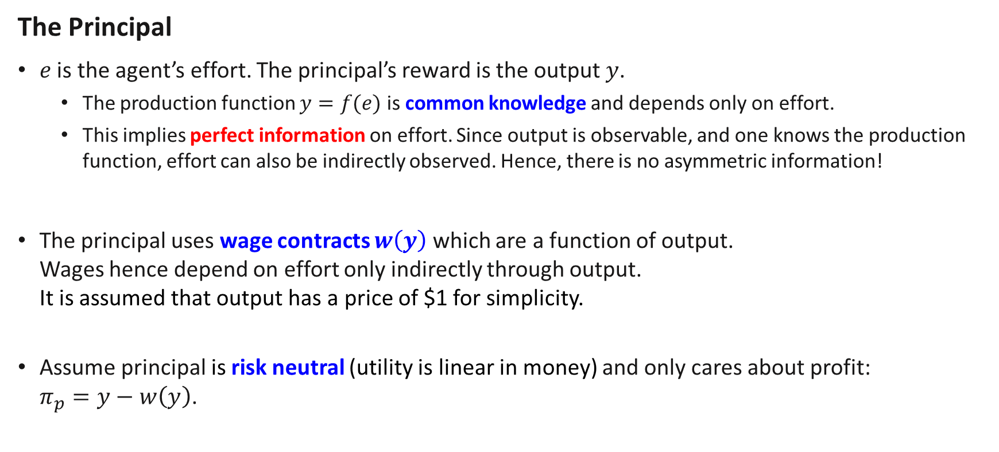 The Principal
• e is the agent’s effort. The principal’s reward is the output y.
• The production function y = f(e) is common knowledge and depends only on effort.
• This implies perfect information on effort. Since output is observable, and one knows the production
function, effort can also be indirectly observed. Hence, there is no asymmetric information!
• The principal uses wage contracts w(y) which are a function of output.
Wages hence depend on effort only indirectly through output.
It is assumed that output has a price of $1 for simplicity.
• Assume principal is risk neutral (utility is linear in money) and only cares about profit:
π_p = y − w(y).